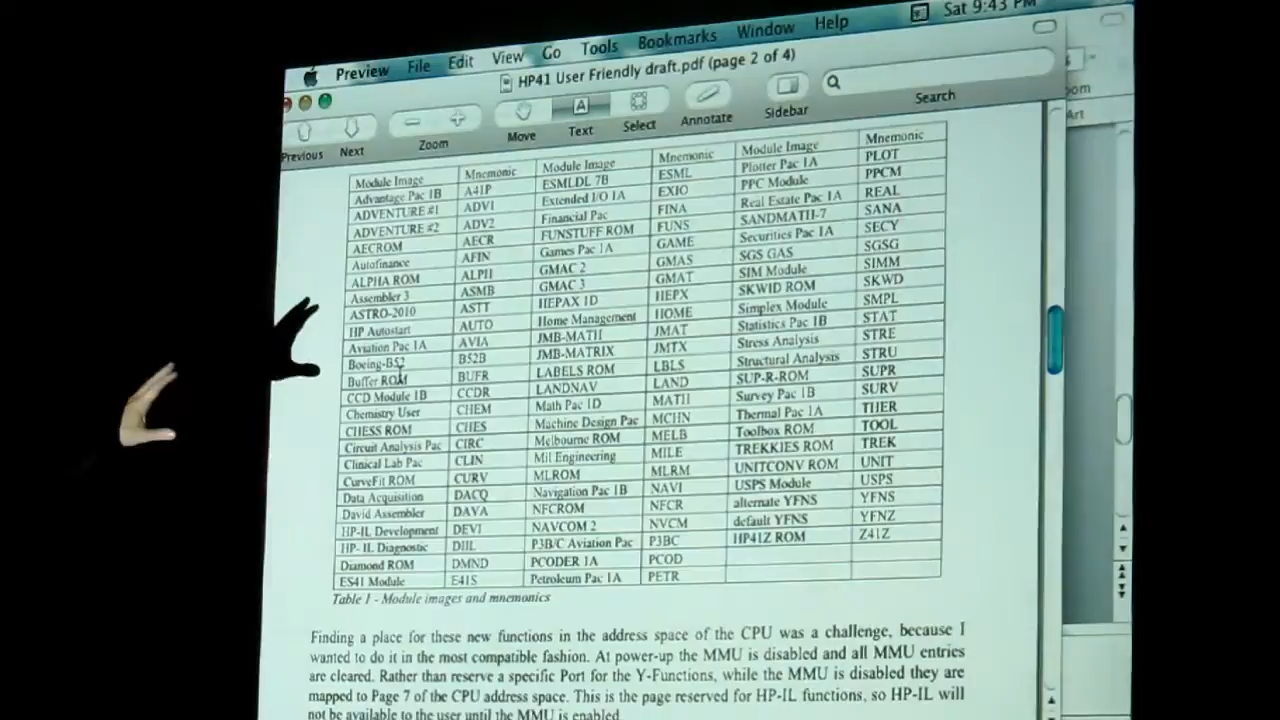 Preview File Edit View Go Tools Bookmarks Window Help Sat 9:43 PM
HP41 User Friendly draft.pdf (page 2 of 4)
Previous Next Zoom Move Text Select Annotate Sidebar Search
Module Image Mnemonic Module Image Mnemonic Module Image Mnemonic
Advantage Pac 1B A41P ESMLDL 7B ESML Plotter Pac 1A PLOT
ADVENTURE #1 ADV1 Extended I/O 1A EXIO PPC Module PPCM
ADVENTURE #2 ADV2 Financial Pac FINA Real Estate Pac 1A REAL
AECROM AECR FUNSTUFF ROM FUNS SANDMATH-7 SANA
Autofinance AFIN Games Pac 1A GAME Securities Pac 1A SECY
ALPHA ROM ALPH GMAC 2 GMAS SGS GAS SGSG
Assembler 3 ASMB GMAC 3 GMAT SIM Module SIMM
ASTRO-2010 ASTT HEPAX 1D HEPX SKWID ROM SKWD
HP Autostart AUTO Home Management HOME Simplex Module SMPL
Aviation Pac 1A AVIA JMB-MATH JMAT Statistics Pac 1B STAT
Boeing-B52 B52B JMB-MATRIX JMTX Stress Analysis STRE
Buffer ROM BUFR LABELS ROM LBLS Structural Analysis STRU
CCD Module 1B CCDR LANDNAV LAND SUP-R-ROM SUPR
Chemistry User CHEM Math Pac 1D MATH Survey Pac 1B SURV
CHESS ROM CHES Machine Design Pac MCHN Thermal Pac 1A THER
Circuit Analysis Pac CIRC Melbourne ROM MELB Toolbox ROM TOOL
Clinical Lab Pac CLIN Mil Engineering MILE TREKKIES ROM TREK
CurveFit ROM CURV MLROM MLRM UNITCONV ROM UNIT
Data Acquisition DACQ Navigation Pac 1B NAVI USPS Module USPS
David Assembler DAVA NFCROM NFCR alternate YFNS YFNS
HP-IL Development DEVI NAVCOM 2 NVCM default YFNS YFNZ
HP- IL Diagnostic DIIL P3B/C Aviation Pac P3BC HP41Z ROM Z41Z
Diamond ROM DMND PCODER 1A PCOD
ES41 Module E41S Petroleum Pac 1A PETR
Table 1 - Module images and mnemonics
Finding a place for these new functions in the address space of the CPU was a challenge, because I
wanted to do it in the most compatible fashion. At power-up the MMU is disabled and all MMU entries
are cleared. Rather than reserve a specific Port for the Y-Functions, while the MMU is disabled they are
mapped to Page 7 of the CPU address space. This is the page reserved for HP-IL functions, so HP-IL will
not be available to the user until the MMU is enabled.